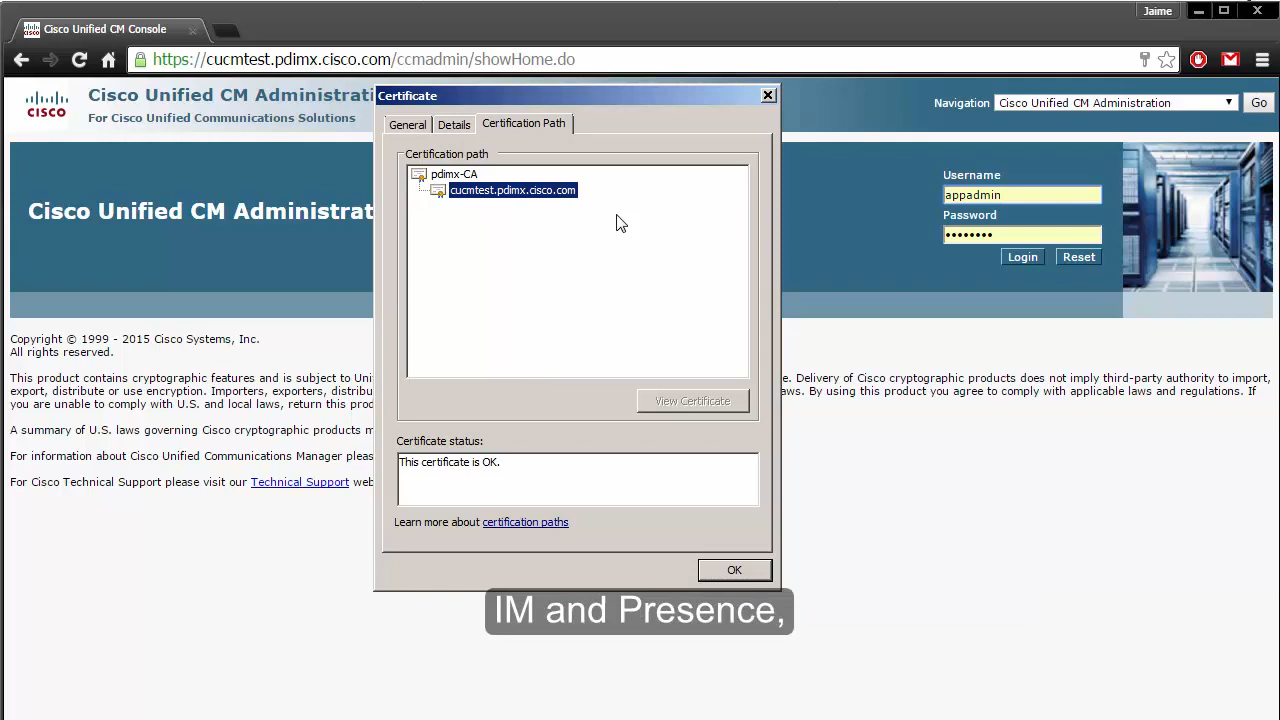 Jaime
Cisco Unified CM Console
https://cucmtest.pdimx.cisco.com/ccmadmin/showHome.do
CISCO
Cisco Unified CM Administrati
For Cisco Unified Communications Solutions
Navigation Cisco Unified CM Administration Go
Cisco Unified CM Administrat
Username
appadmin
Password
••••••••
Login Reset
Copyright © 1999 - 2015 Cisco Systems, Inc.
All rights reserved.
This product contains cryptographic features and is subject to Uni
e. Delivery of Cisco cryptographic products does not imply third-party authority to import,
export, distribute or use encryption. Importers, exporters, distrib
aws. By using this product you agree to comply with applicable laws and regulations. If
you are unable to comply with U.S. and local laws, return this prod
A summary of U.S. laws governing Cisco cryptographic products m
For information about Cisco Unified Communications Manager pleas
For Cisco Technical Support please visit our Technical Support web
Certificate
General Details Certification Path
Certification path
pdimx-CA
cucmtest.pdimx.cisco.com
View Certificate
Certificate status:
This certificate is OK.
Learn more about certification paths
OK
IM and Presence,